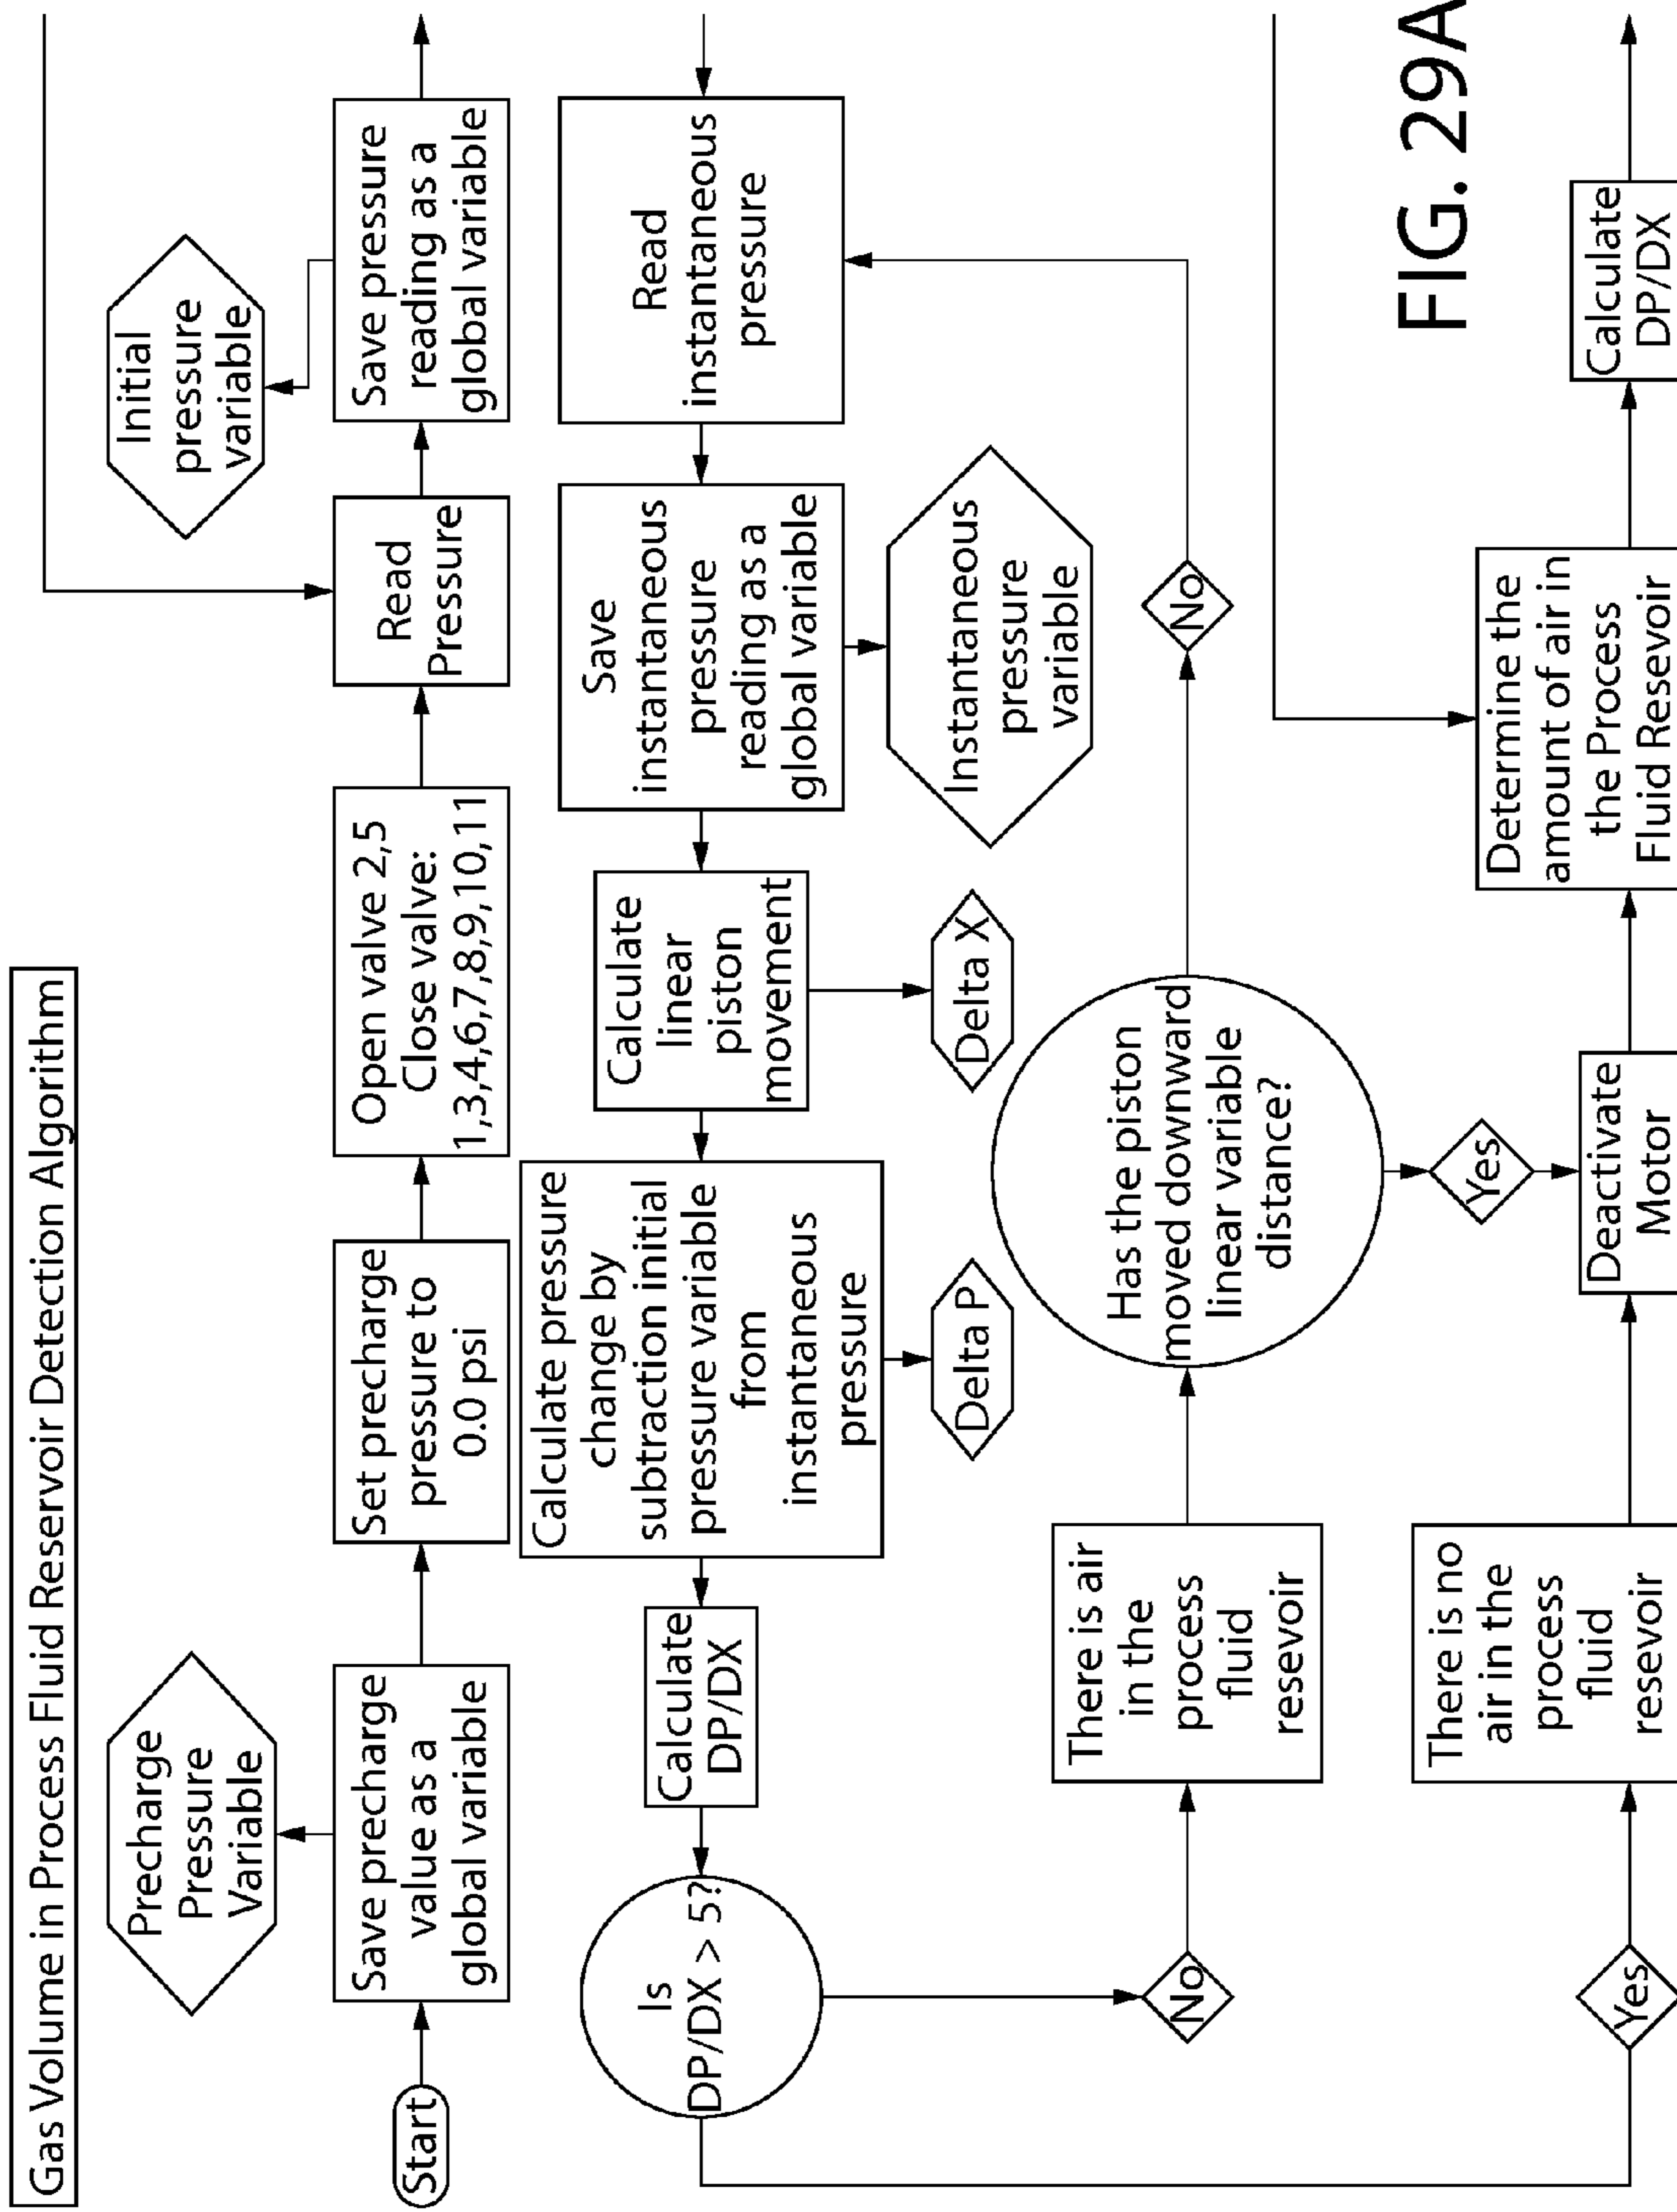 Gas Volume in Process Fluid Reservoir Detection Algorithm
Precharge
Pressure
Variable
Initial
pressure
variable
Start
Save precharge
value as a
global variable
Set precharge
pressure to
0.0 psi
Open valve 2,5
Close valve:
1,3,4,6,7,8,9,10,11
Read
Pressure
Save pressure
reading as a
global variable
Is
DP/DX > 5?
Calculate
DP/DX
Calculate pressure
change by
subtraction initial
pressure variable
from
instantaneous
pressure
Calculate
linear
piston
movement
Save
instantaneous
pressure
reading as a
global variable
Read
instantaneous
pressure
Delta P
Delta X
Instantaneous
pressure
variable
No
There is air
in the
process
fluid
resevoir
Has the piston
moved downward
linear variable
distance?
No
Yes
FIG. 29A
Yes
There is no
air in the
process
fluid
resevoir
Deactivate
Motor
Determine the
amount of air in
the Process
Fluid Resevoir
Calculate
DP/DX